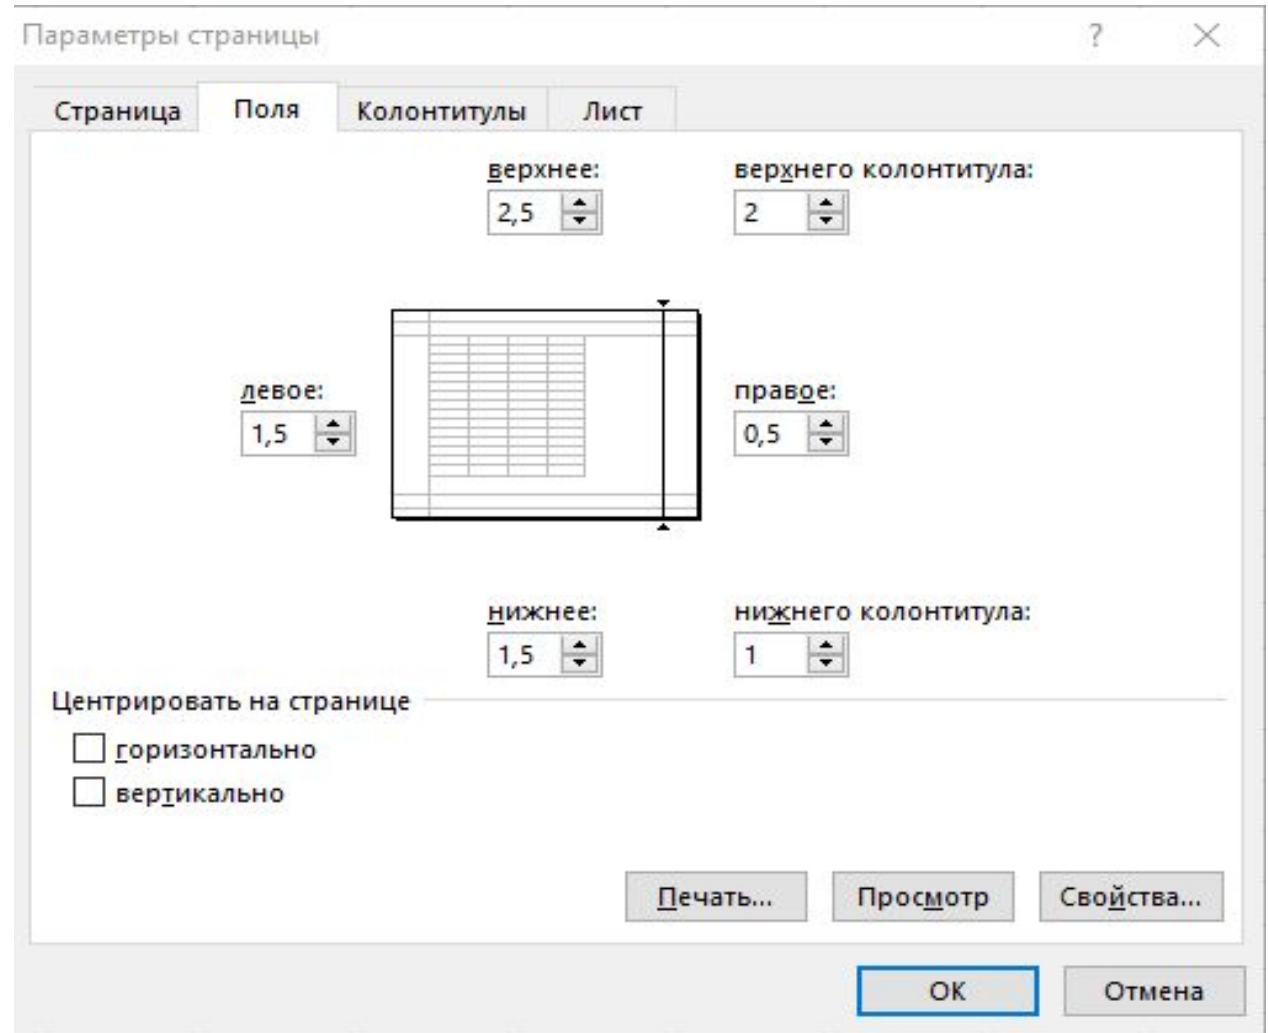 Параметры страницы ?
Страница Поля Колонтитулы Лист
верхнее: верхнего колонтитула:
2,5 2
левое: правое:
1,5 0,5
нижнее: нижнего колонтитула:
1,5 1
Центрировать на странице
горизонтально
вертикально
Печать... Просмотр Свойства...
ОК Отмена